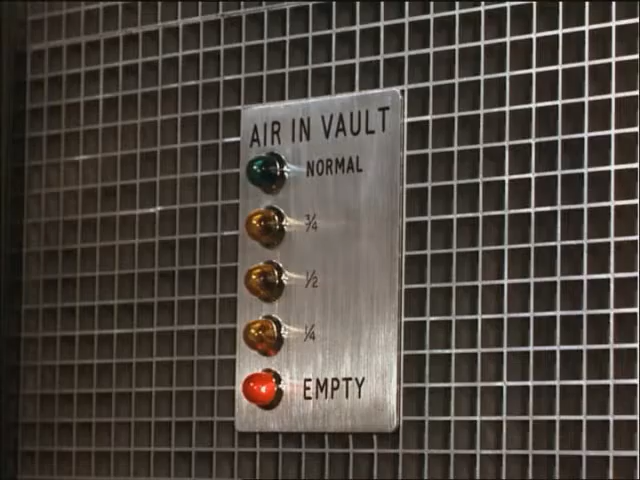 AIR IN VAULT
NORMAL
3/4
1/2
1/4
EMPTY